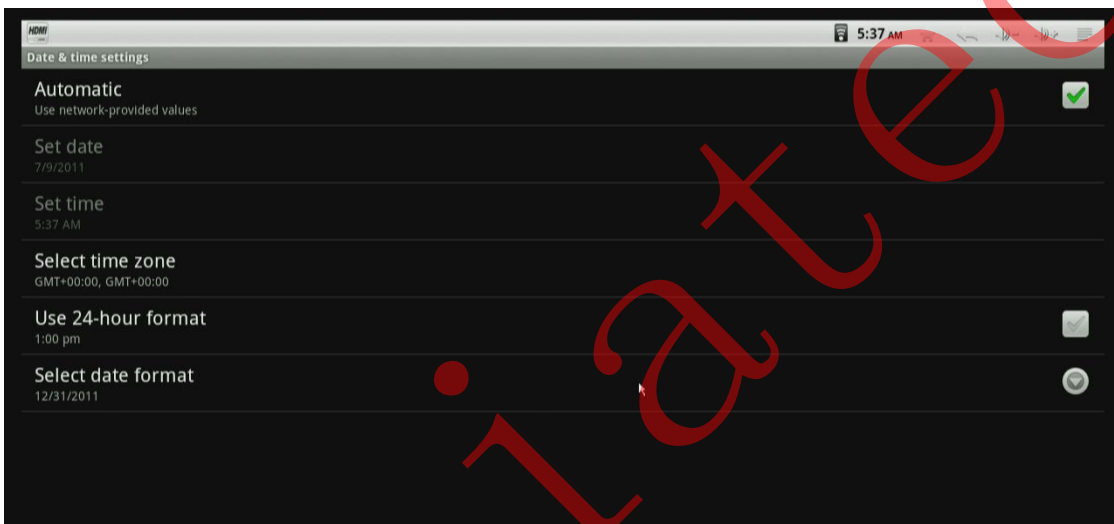 HDMI
5:37 AM
Date & time settings
Automatic
Use network-provided values
Set date
7/9/2011
Set time
5:37 AM
Select time zone
GMT+00:00, GMT+00:00
Use 24-hour format
1:00 pm
Select date format
12/31/2011
iate